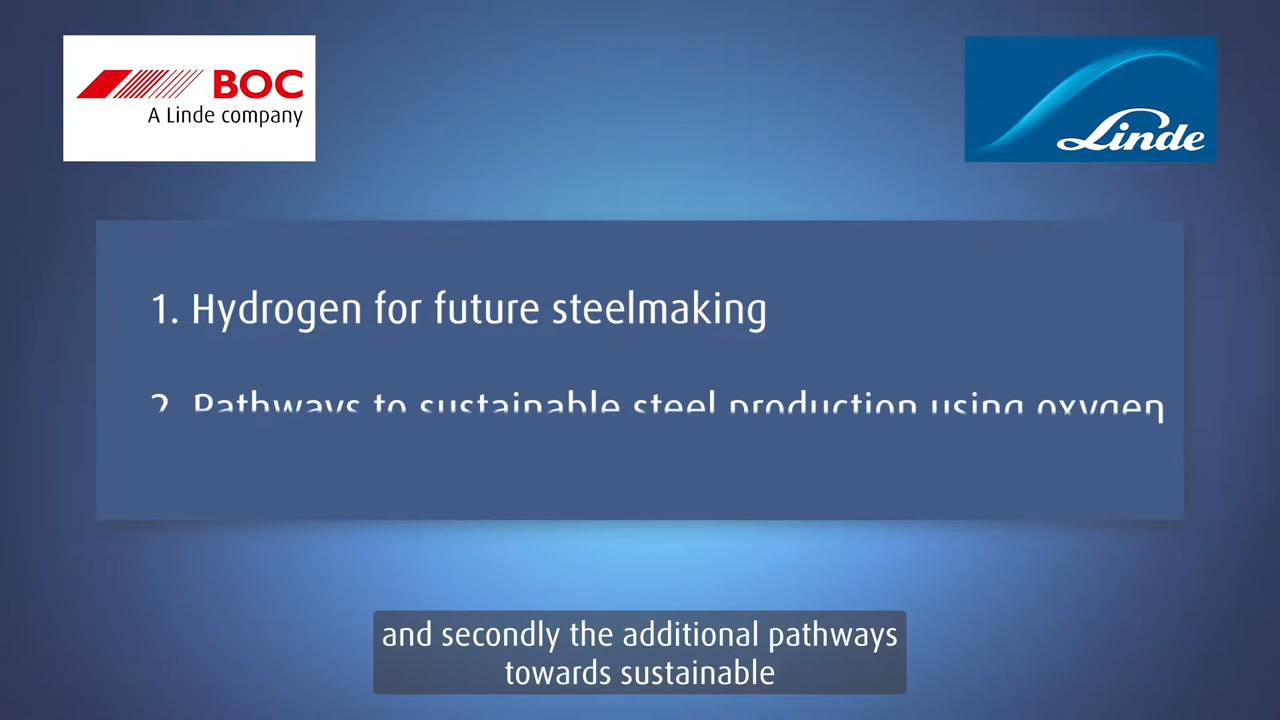 BOC
A Linde company
Linde
1. Hydrogen for future steelmaking
2. Pathways to sustainable steel production using oxygen
and secondly the additional pathways
towards sustainable